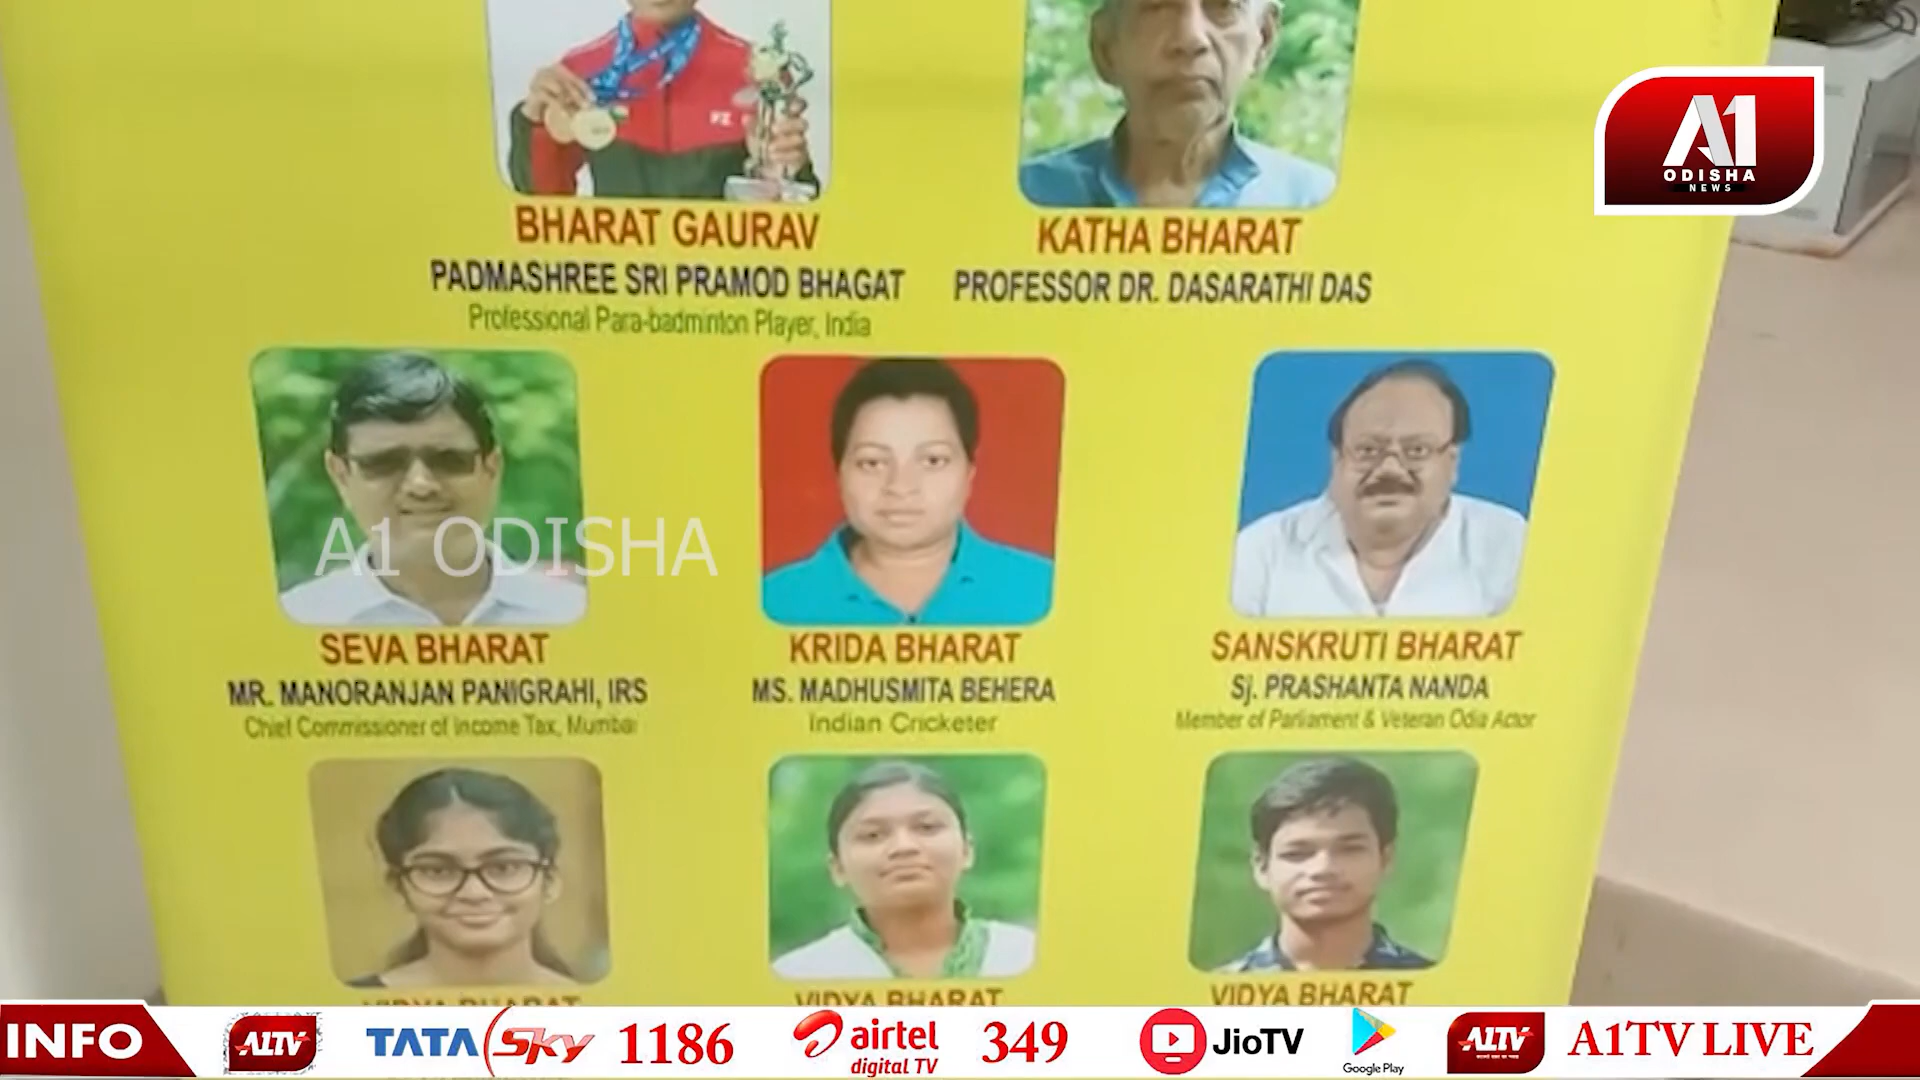 A1
ODISHA
NEWS
BHARAT GAURAV
PADMASHREE SRI PRAMOD BHAGAT
Professional Para-badminton Player, India
KATHA BHARAT
PROFESSOR DR. DASARATHI DAS
A1 ODISHA
SEVA BHARAT
MR. MANORANJAN PANIGRAHI, IRS
Chief Commissioner of Income Tax, Mumbai
KRIDA BHARAT
MS. MADHUSMITA BEHERA
Indian Cricketer
SANSKRUTI BHARAT
Sj. PRASHANTA NANDA
Member of Parliament & Veteran Odia Actor
VIDYA BHARAT
VIDYA BHARAT
VIDYA BHARAT
INFO
A1TV
TATA Sky 1186
airtel
digital TV
349
JioTV
Google Play
A1TV
A1TV LIVE